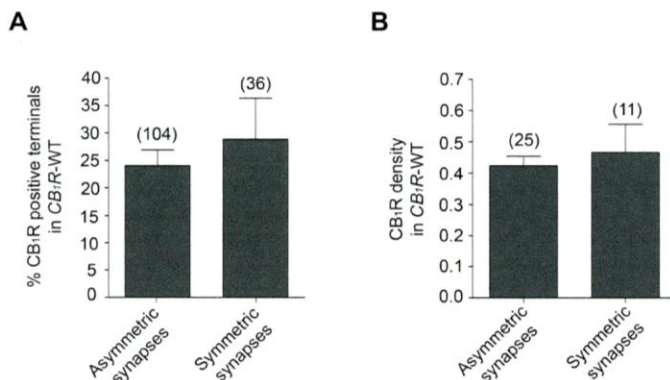 A
% CB₁R positive terminals
in CB₁R-WT
40
35
30
25
20
15
10
5
0
(104)
(36)
Asymmetric
synapses
Symmetric
synapses
B
CB₁R density
in CB₁R-WT
0.7
0.6
0.5
0.4
0.3
0.2
0.1
0.0
(25)
(11)
Asymmetric
synapses
Symmetric
synapses